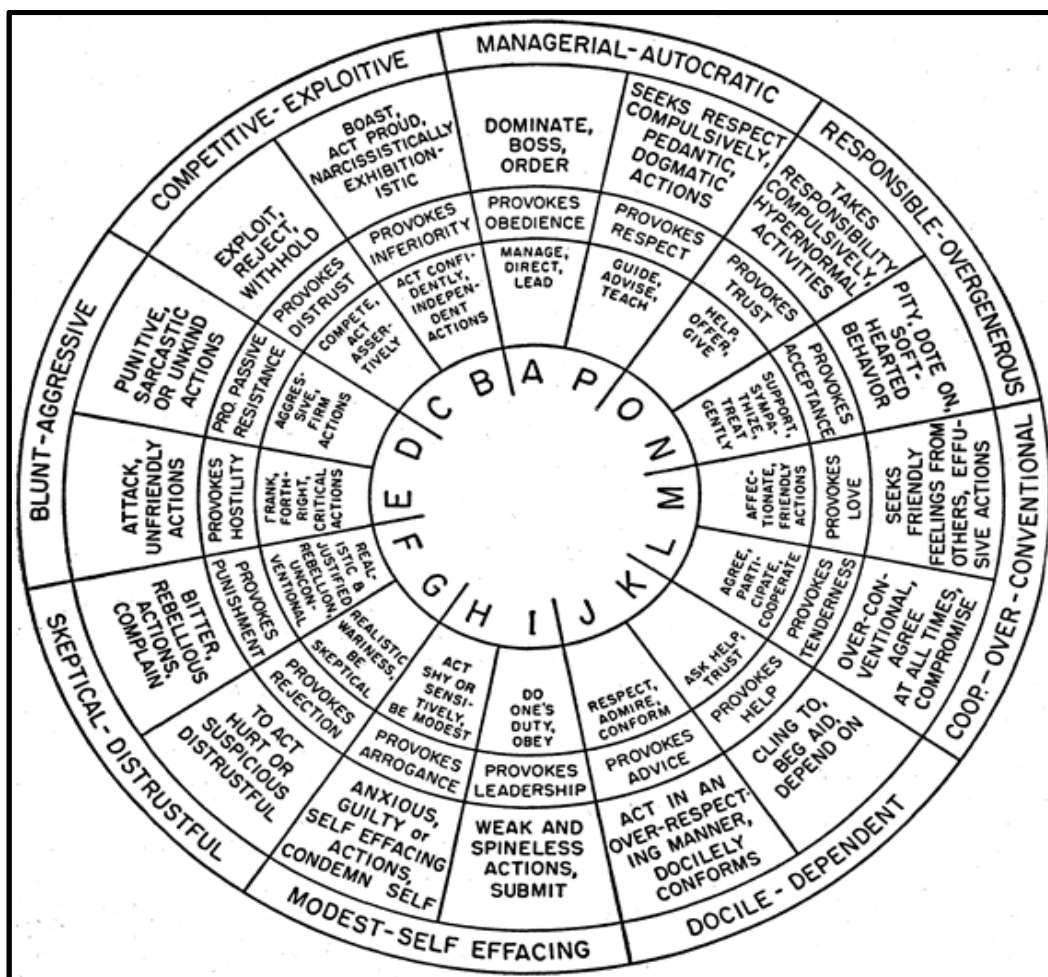 MANAGERIAL-AUTOCRATIC
RESPONSIBLE-OVERGENEROUS
COOP.-OVER-CONVENTIONAL
DOCILE-DEPENDENT
MODEST-SELF EFFACING
SKEPTICAL-DISTRUSTFUL
BLUNT-AGGRESSIVE
COMPETITIVE-EXPLOITIVE
DOMINATE,
BOSS,
ORDER
PROVOKES
OBEDIENCE
MANAGE,
DIRECT,
LEAD
A
SEEKS RESPECT
COMPULSIVELY,
PEDANTIC,
DOGMATIC
ACTIONS
PROVOKES
RESPECT
GUIDE,
ADVISE,
TEACH
P
TAKES
RESPONSIBILITY
COMPULSIVELY,
HYPERNORMAL
ACTIVITIES
PROVOKES
TRUST
HELP,
OFFER,
GIVE
O
PITY, DOTE ON,
SOFT-
HEARTED
BEHAVIOR
PROVOKES
ACCEPTANCE
SUPPORT,
SYMPA-
THIZE,
TREAT
GENTLY
N
SEEKS
FRIENDLY
FEELINGS FROM
OTHERS, EFFU-
SIVE ACTIONS
PROVOKES
LOVE
AFFEC-
TIONATE,
FRIENDLY
ACTIONS
M
OVER-CON-
VENTIONAL,
AGREE
AT ALL TIMES,
COMPROMISE
PROVOKES
TENDERNESS
AGREE,
PARTI-
CIPATE,
COOPERATE
L
CLING TO,
BEG AID,
DEPEND ON
PROVOKES
HELP
ASK HELP,
TRUST
K
ACT IN AN
OVER-RESPECT-
ING MANNER,
DOCILELY
CONFORMS
PROVOKES
ADVICE
RESPECT,
ADMIRE,
CONFORM
J
WEAK AND
SPINELESS
ACTIONS,
SUBMIT
PROVOKES
LEADERSHIP
DO
ONE'S
DUTY,
OBEY
I
ANXIOUS,
GUILTY or
SELF EFFACING
ACTIONS,
CONDEMN SELF
PROVOKES
ARROGANCE
ACT
SHY OR
SENSI-
TIVELY,
BE MODEST
H
TO ACT
HURT OR
SUSPICIOUS
DISTRUSTFUL
PROVOKES
REJECTION
REALISTIC
WARINESS,
BE
SKEPTICAL
G
BITTER,
REBELLIOUS
ACTIONS,
COMPLAIN
PROVOKES
PUNISHMENT
REAL-
ISTIC &
JUSTIFIED
REBELLION,
UNCON-
VENTIONAL
F
ATTACK,
UNFRIENDLY
ACTIONS
PROVOKES
HOSTILITY
FRANK,
FORTH-
RIGHT,
CRITICAL
ACTIONS
E
PUNITIVE,
SARCASTIC
OR UNKIND
ACTIONS
PRO. PASSIVE
RESISTANCE
AGGRES-
SIVE,
FIRM
ACTIONS
D
EXPLOIT,
REJECT,
WITHHOLD
PROVOKES
DISTRUST
COMPETE,
ACT
ASSER-
TIVELY
C
BOAST,
ACT PROUD,
NARCISSISTICALLY
EXHIBITION-
ISTIC
PROVOKES
INFERIORITY
ACT CONFI-
DENTLY,
INDEPEN-
DENT
ACTIONS
B